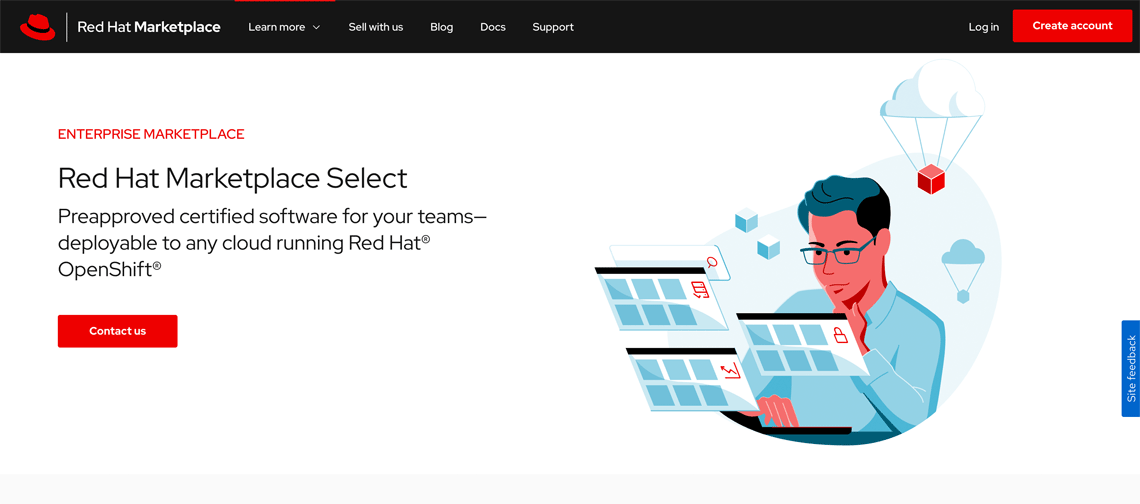 Red Hat Marketplace
Learn more
Sell with us
Blog
Docs
Support
Log in
Create account
ENTERPRISE MARKETPLACE
Red Hat Marketplace Select
Preapproved certified software for your teams—
deployable to any cloud running Red Hat®
OpenShift®
Contact us
Site feedback